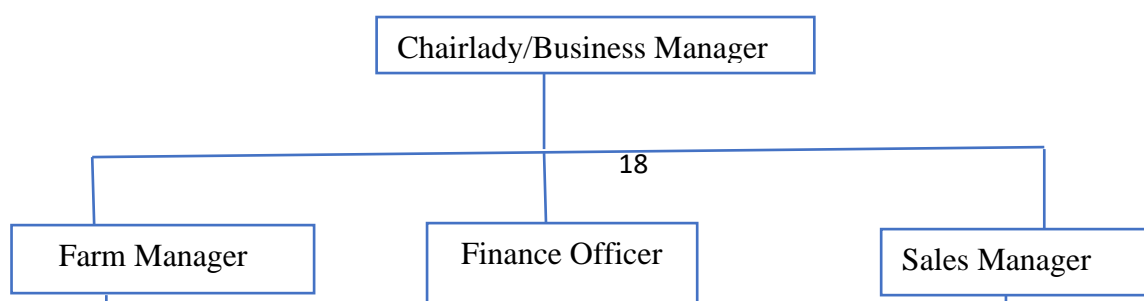 Chairlady/Business Manager
18
Farm Manager
Finance Officer
Sales Manager